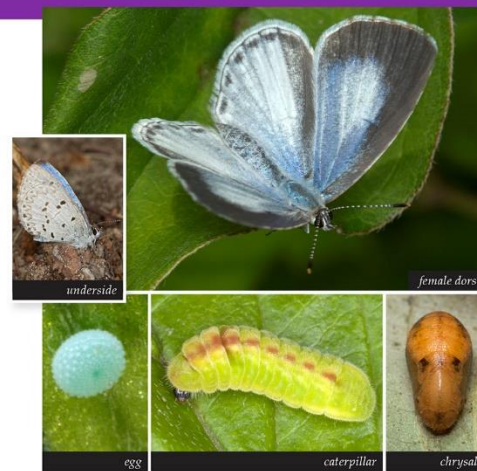 underside
female dors
egg
caterpillar
chrysal